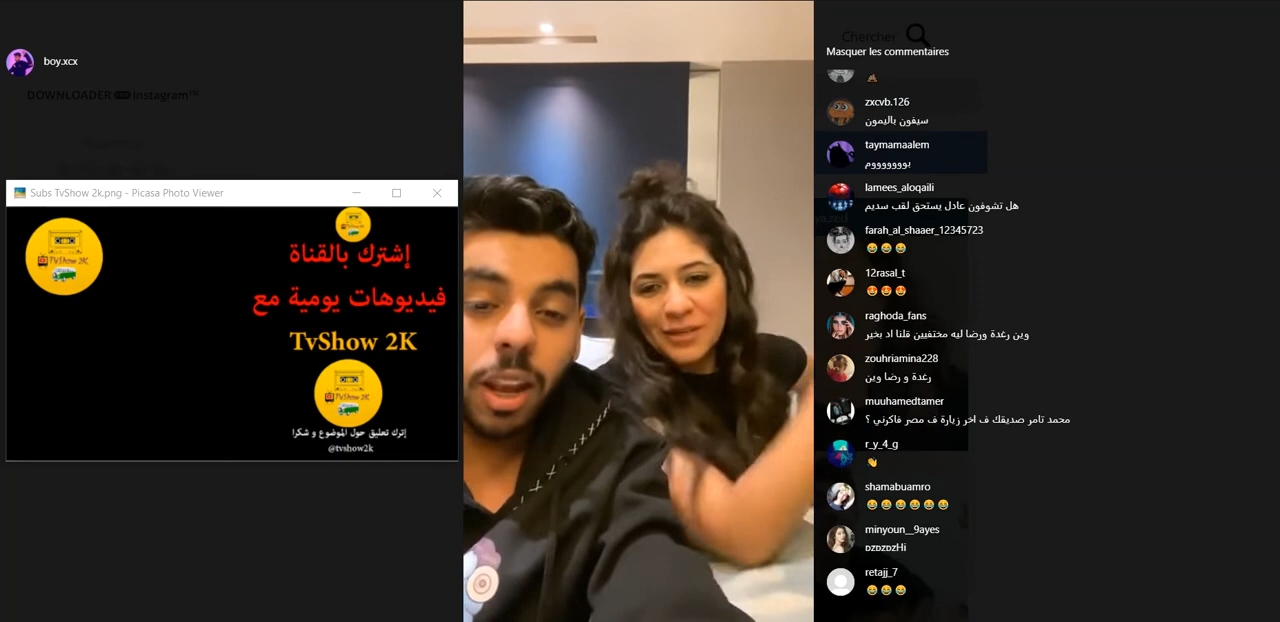 boy.xcx
DOWNLOADER Instagram™
Subs TvShow 2k.png - Picasa Photo Viewer
TvShow 2K
إشترك بالقناة
فيديوهات يومية مع
TvShow 2K
TvShow 2K
إترك تعليق حول الموضوع و شكرا
@tvshow2k
Chercher
Masquer les commentaires
💩
zxcvb.126
سيفون باليمون
taymamaalem
بوووووووم
lamees_aloqaili
هل تشوفون عادل يستحق لقب سديم
farah_al_shaaer_12345723
😂😂😂
12rasal_t
🤩🤩🤩
raghoda_fans
وين رغدة ورضا ليه مختفيين قلنا اد بخير
zouhriamina228
رغدة و رضا وين
muuhamedtamer
محمد تامر صديقك ف اخر زيارة ف مصر فاكرني ؟
r_y_4_g
👏
shamabuamro
😂😂😂😂😂😂
minyoun__9ayes
ɒzɒzɒzHi
retajj_7
😂😂😂